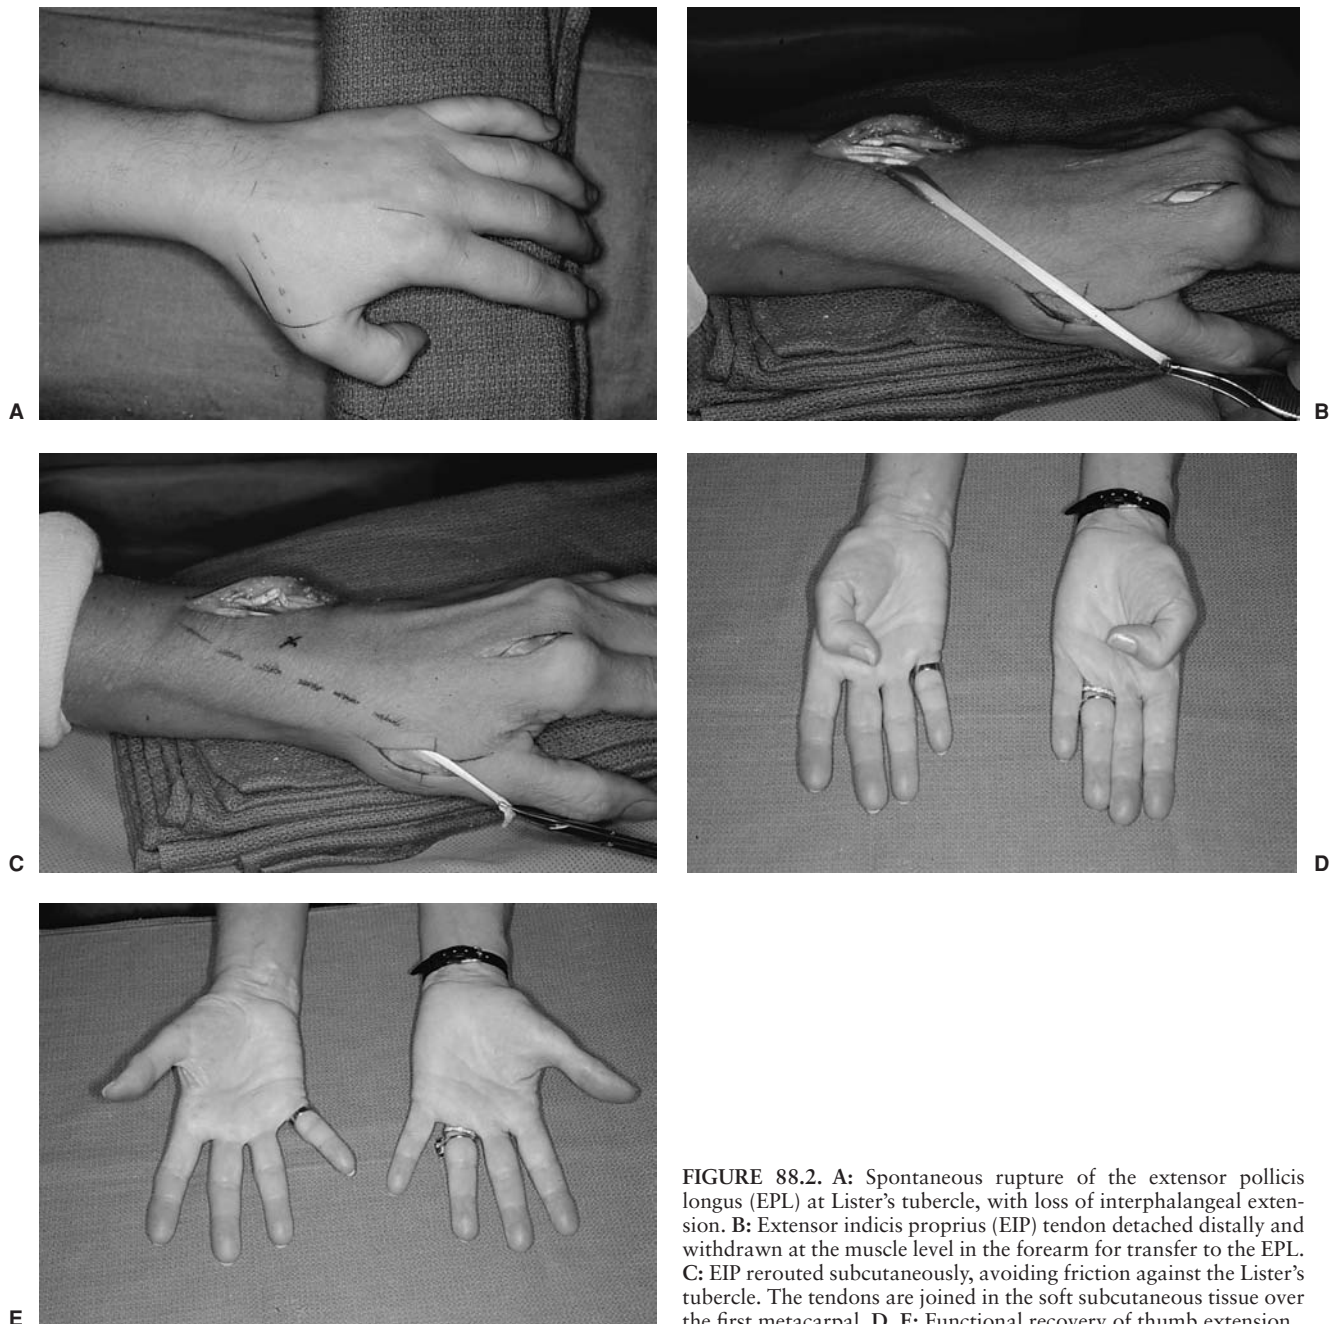 A
B
C
D
E
FIGURE 88.2. A: Spontaneous rupture of the extensor pollicis
longus (EPL) at Lister's tubercle, with loss of interphalangeal exten-
sion. B: Extensor indicis proprius (EIP) tendon detached distally and
withdrawn at the muscle level in the forearm for transfer to the EPL.
C: EIP rerouted subcutaneously, avoiding friction against the Lister's
tubercle. The tendons are joined in the soft subcutaneous tissue over
the first metacarpal. D, E: Functional recovery of thumb extension.